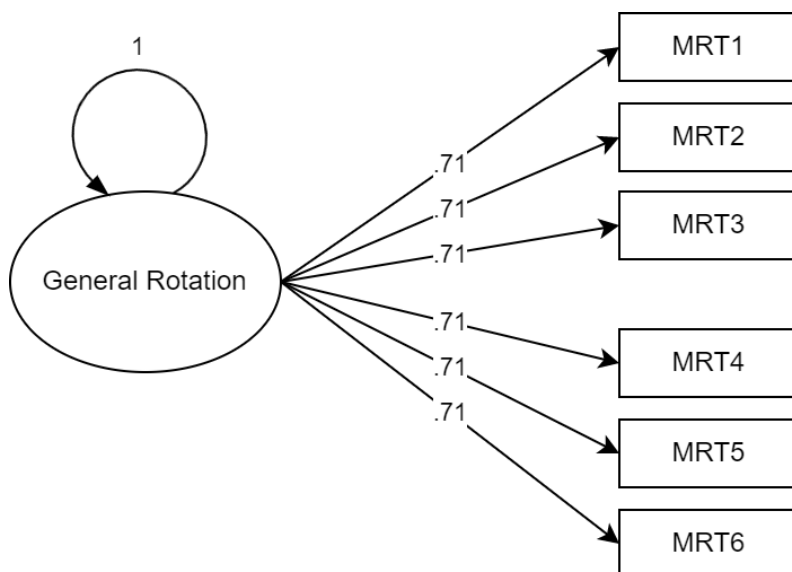 1
MRT1
MRT2
.71
.71
MRT3
.71
General Rotation
.71
MRT4
.71
.71
MRT5
MRT6